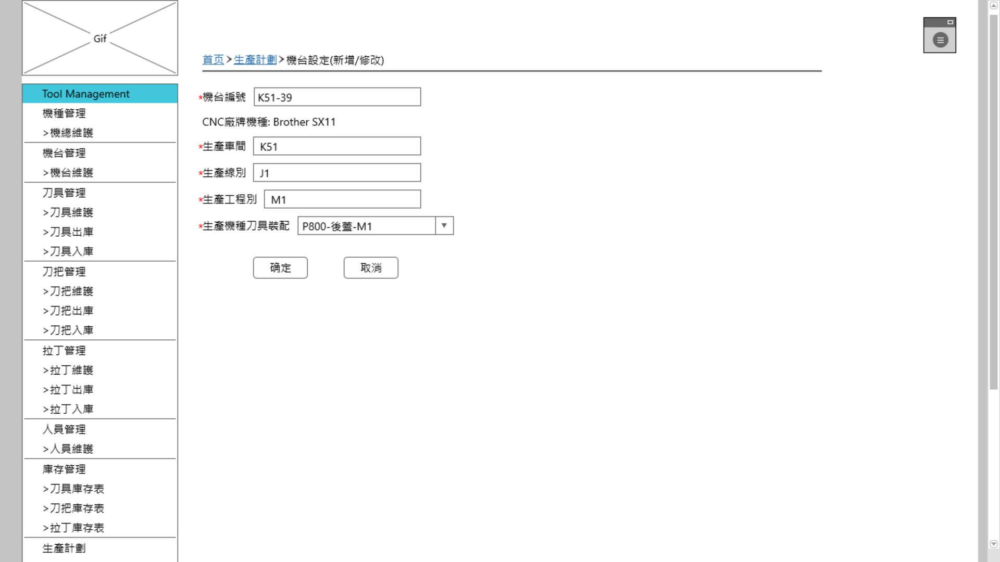 Gif
首页>生產計劃>機台設定(新增/修改)
Tool Management
機種管理
>機總維護
機台管理
>機台維護
刀具管理
>刀具維護
>刀具出庫
>刀具入庫
刀把管理
>刀把維護
>刀把出庫
>刀把入庫
拉丁管理
>拉丁維護
>拉丁出庫
>拉丁入庫
人員管理
>人員維護
庫存管理
>刀具庫存表
>刀把庫存表
>拉丁庫存表
生產計劃
*機台編號 K51-39
CNC廠牌機種: Brother SX11
*生產車間 K51
*生產線別 J1
*生產工程別 M1
*生產機種刀具裝配 P800-後蓋-M1
确定 取消